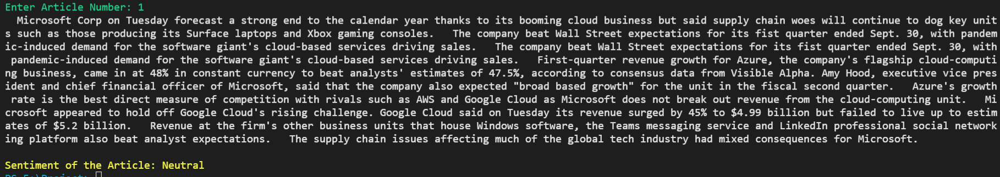 Enter Article Number: 1
  Microsoft Corp on Tuesday forecast a strong end to the calendar year thanks to its booming cloud business but said supply chain woes will continue to dog key unit
s such as those producing its Surface laptops and Xbox gaming consoles.   The company beat Wall Street expectations for its fist quarter ended Sept. 30, with pandem
ic-induced demand for the software giant's cloud-based services driving sales.   The company beat Wall Street expectations for its fist quarter ended Sept. 30, with
 pandemic-induced demand for the software giant's cloud-based services driving sales.   First-quarter revenue growth for Azure, the company's flagship cloud-computi
ng business, came in at 48% in constant currency to beat analysts' estimates of 47.5%, according to consensus data from Visible Alpha. Amy Hood, executive vice pres
ident and chief financial officer of Microsoft, said that the company also expected "broad based growth" for the unit in the fiscal second quarter.   Azure's growth
 rate is the best direct measure of competition with rivals such as AWS and Google Cloud as Microsoft does not break out revenue from the cloud-computing unit.   Mi
crosoft appeared to hold off Google Cloud's rising challenge. Google Cloud said on Tuesday its revenue surged by 45% to $4.99 billion but failed to live up to estim
ates of $5.2 billion.   Revenue at the firm's other business units that house Windows software, the Teams messaging service and LinkedIn professional social network
ing platform also beat analyst expectations.   The supply chain issues affecting much of the global tech industry had mixed consequences for Microsoft.
Sentiment of the Article: Neutral
PS E:\Project>